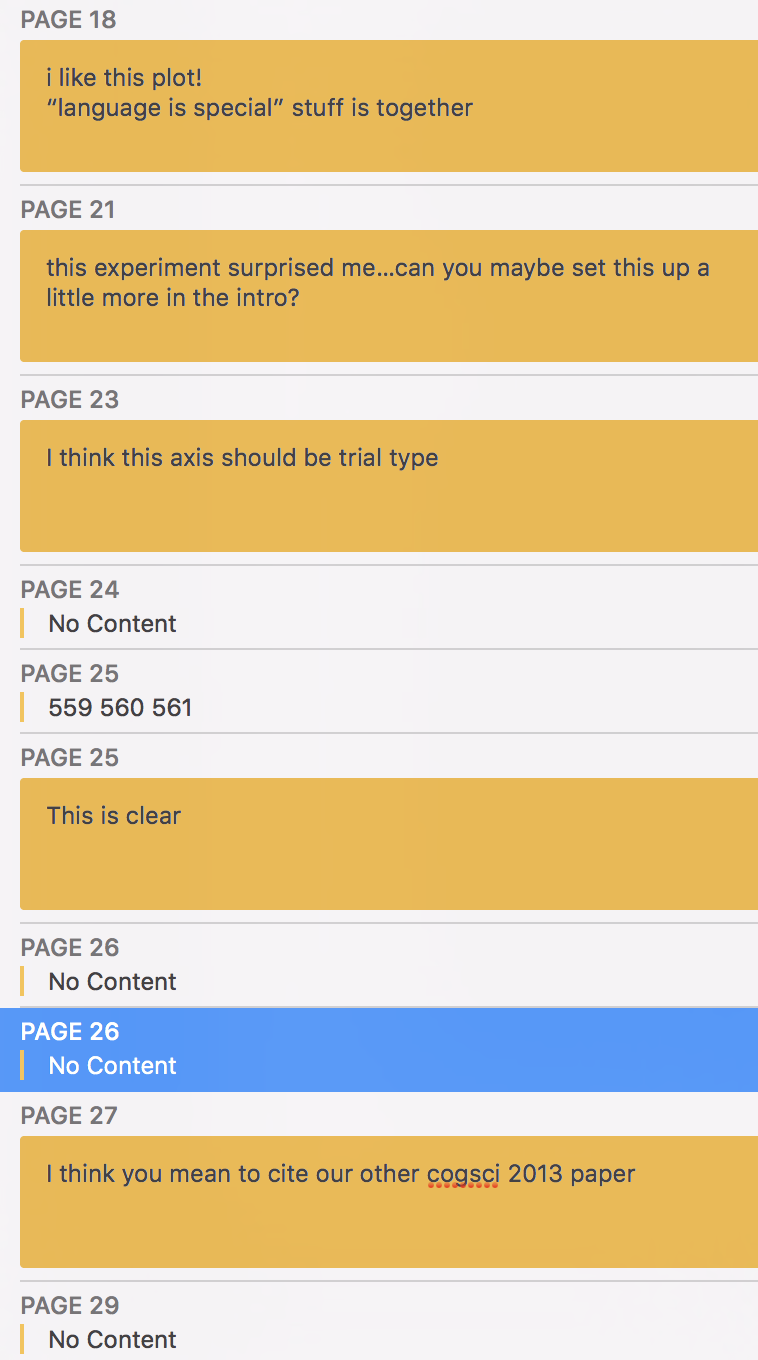 PAGE 18
i like this plot!
“language is special” stuff is together
PAGE 21
this experiment surprised me...can you maybe set this up a
little more in the intro?
PAGE 23
I think this axis should be trial type
PAGE 24
No Content
PAGE 25
559 560 561
PAGE 25
This is clear
PAGE 26
No Content
PAGE 26
No Content
PAGE 27
I think you mean to cite our other cogsci 2013 paper
PAGE 29
No Content